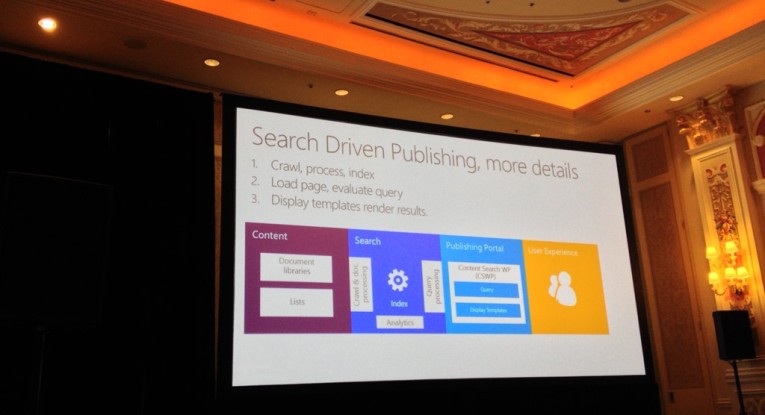 Search Driven Publishing, more details
1. Crawl, process, index
2. Load page, evaluate query
3. Display templates render results.
Content
Document
libraries
Lists
Search
Crawl & doc
processing
Index
Query
processing
Analytics
Publishing Portal
Content Search WP
(CSWP)
Query
Display Templates
User Experience